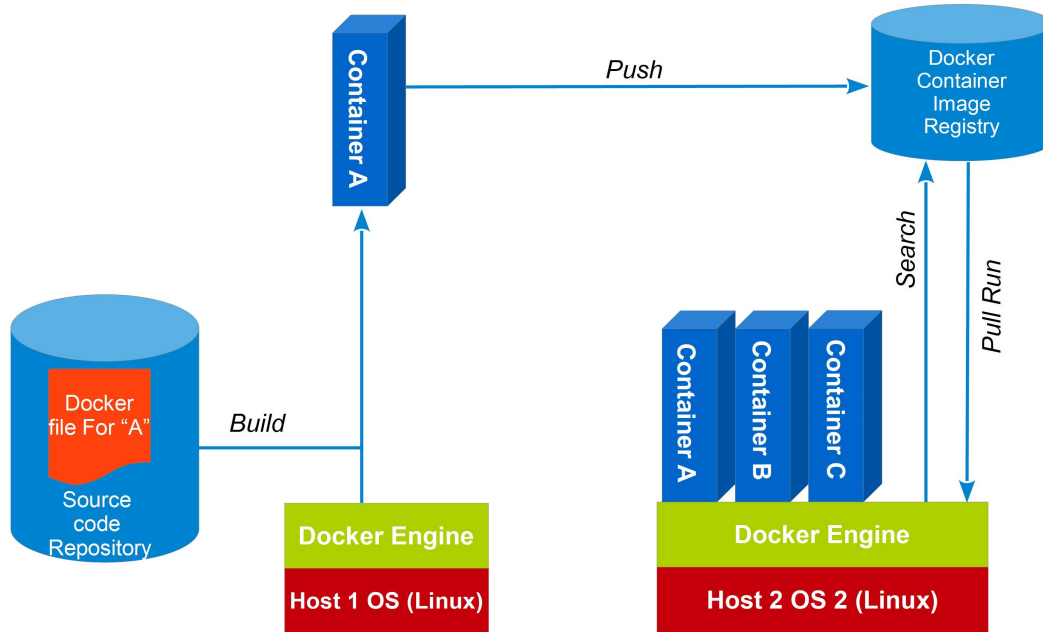 Container A
Push
Docker
Container
Image
Registry
Search
Pull Run
Docker
file For “A”
Source
code
Repository
Build
Container A
Container B
Container C
Docker Engine
Host 1 OS (Linux)
Docker Engine
Host 2 OS 2 (Linux)